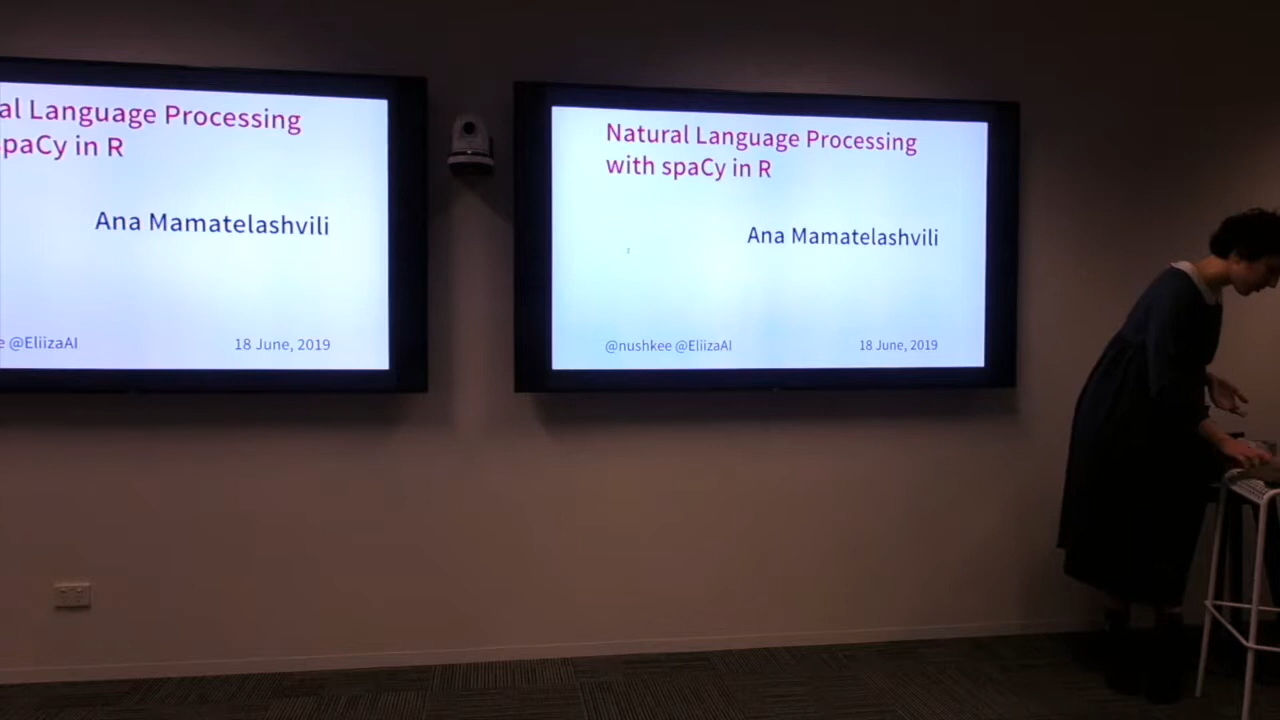 al Language Processing
spaCy in R
Ana Mamatelashvili
e @EliizaAI
18 June, 2019
Natural Language Processing
with spaCy in R
Ana Mamatelashvili
@nushkee @EliizaAI
18 June, 2019